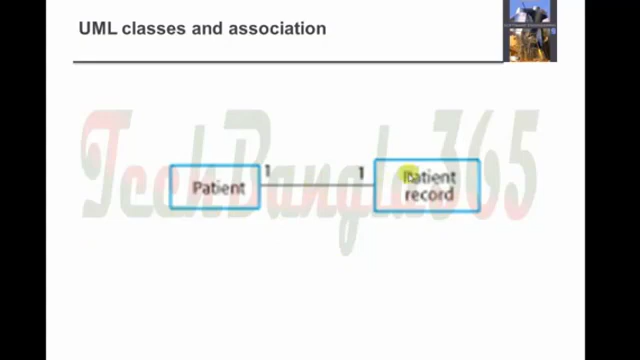 UML classes and association
TechBangla365
1
1
Patient
Patient
record